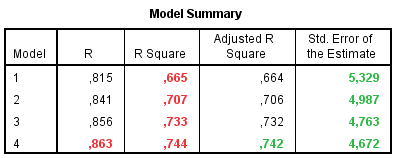 Model Summary
Model R R Square Adjusted R Square Std. Error of the Estimate
1 ,815 ,665 ,664 5,329
2 ,841 ,707 ,706 4,987
3 ,856 ,733 ,732 4,763
4 ,863 ,744 ,742 4,672